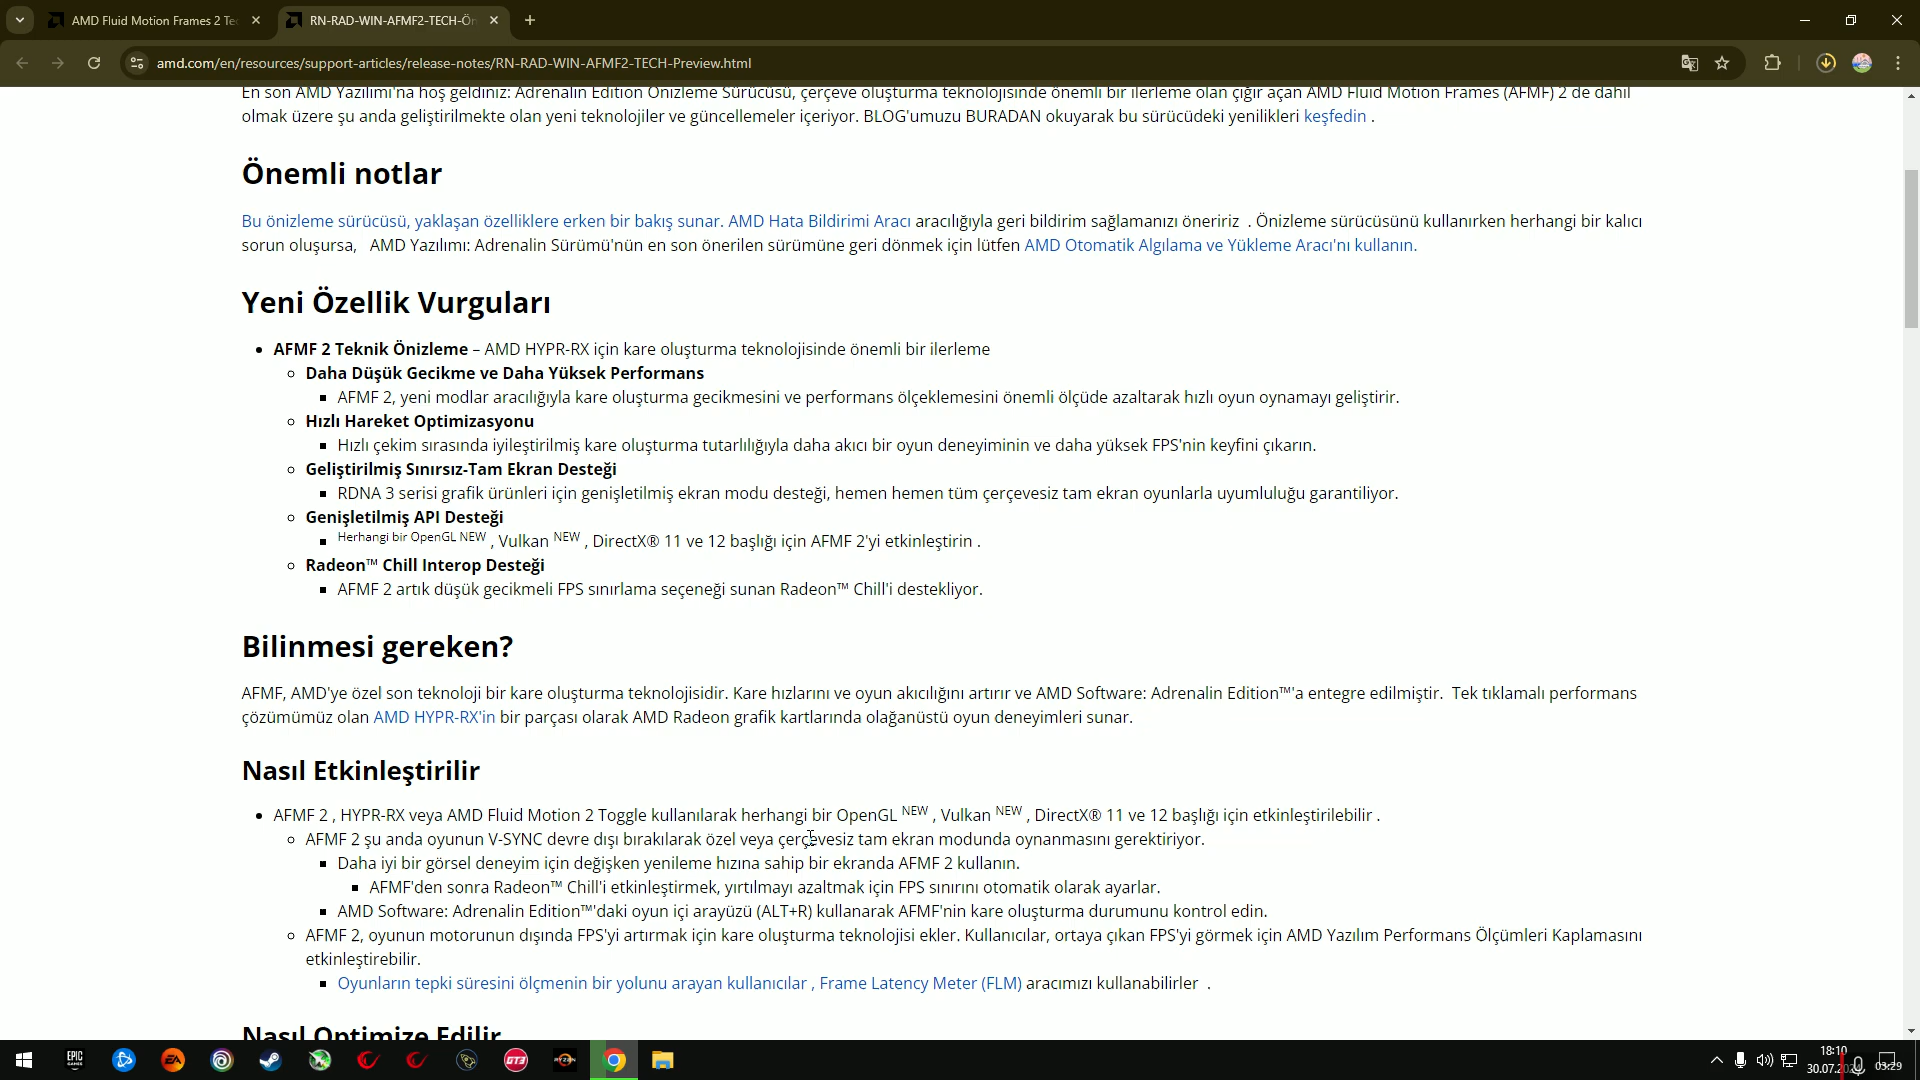 AMD Fluid Motion Frames 2 Te
RN-RAD-WIN-AFMF2-TECH-Ön
amd.com/en/resources/support-articles/release-notes/RN-RAD-WIN-AFMF2-TECH-Preview.html
En son AMD Yazılımı'na hoş geldiniz: Adrenalin Edition Önizleme Sürücüsü, çerçeve oluşturma teknolojisinde önemli bir ilerleme olan çığır açan AMD Fluid Motion Frames (AFMF) 2 de dahil
olmak üzere şu anda geliştirilmekte olan yeni teknolojiler ve güncellemeler içeriyor. BLOG'umuzu BURADAN okuyarak bu sürücüdeki yenilikleri keşfedin .
Önemli notlar
Bu önizleme sürücüsü, yaklaşan özelliklere erken bir bakış sunar. AMD Hata Bildirimi Aracı aracılığıyla geri bildirim sağlamanızı öneririz . Önizleme sürücüsünü kullanırken herhangi bir kalıcı
sorun oluşursa, AMD Yazılımı: Adrenalin Sürümü'nün en son önerilen sürümüne geri dönmek için lütfen AMD Otomatik Algılama ve Yükleme Aracı'nı kullanın.
Yeni Özellik Vurguları
• AFMF 2 Teknik Önizleme – AMD HYPR-RX için kare oluşturma teknolojisinde önemli bir ilerleme
Daha Düşük Gecikme ve Daha Yüksek Performans
AFMF 2, yeni modlar aracılığıyla kare oluşturma gecikmesini ve performans ölçeklemesini önemli ölçüde azaltarak hızlı oyun oynamayı geliştirir.
Hızlı Hareket Optimizasyonu
Hızlı çekim sırasında iyileştirilmiş kare oluşturma tutarlılığıyla daha akıcı bir oyun deneyiminin ve daha yüksek FPS'nin keyfini çıkarın.
Geliştirilmiş Sınırsız-Tam Ekran Desteği
RDNA 3 serisi grafik ürünleri için genişletilmiş ekran modu desteği, hemen hemen tüm çerçevesiz tam ekran oyunlarla uyumluluğu garantiliyor.
Genişletilmiş API Desteği
Herhangi bir OpenGL NEW , Vulkan NEW , DirectX® 11 ve 12 başlığı için AFMF 2'yi etkinleştirin .
Radeon™ Chill Interop Desteği
AFMF 2 artık düşük gecikmeli FPS sınırlama seçeneği sunan Radeon™ Chill'i destekliyor.
Bilinmesi gereken?
AFMF, AMD'ye özel son teknoloji bir kare oluşturma teknolojisidir. Kare hızlarını ve oyun akıcılığını artırır ve AMD Software: Adrenalin Edition™'a entegre edilmiştir. Tek tıklamalı performans
çözümümüz olan AMD HYPR-RX'in bir parçası olarak AMD Radeon grafik kartlarında olağanüstü oyun deneyimleri sunar.
Nasıl Etkinleştirilir
• AFMF 2 , HYPR-RX veya AMD Fluid Motion 2 Toggle kullanılarak herhangi bir OpenGL NEW , Vulkan NEW , DirectX® 11 ve 12 başlığı için etkinleştirilebilir .
AFMF 2 şu anda oyunun V-SYNC devre dışı bırakılarak özel veya çerçevesiz tam ekran modunda oynanmasını gerektiriyor.
Daha iyi bir görsel deneyim için değişken yenileme hızına sahip bir ekranda AFMF 2 kullanın.
AFMF'den sonra Radeon™ Chill'i etkinleştirmek, yırtılmayı azaltmak için FPS sınırını otomatik olarak ayarlar.
AMD Software: Adrenalin Edition™'daki oyun içi arayüzü (ALT+R) kullanarak AFMF'nin kare oluşturma durumunu kontrol edin.
AFMF 2, oyunun motorunun dışında FPS'yi artırmak için kare oluşturma teknolojisi ekler. Kullanıcılar, ortaya çıkan FPS'yi görmek için AMD Yazılım Performans Ölçümleri Kaplamasını
etkinleştirebilir.
Oyunların tepki süresini ölçmenin bir yolunu arayan kullanıcılar , Frame Latency Meter (FLM) aracımızı kullanabilirler .
Nasıl Optimize Edilir
EPIC GAMES
EA
GT3
RYZEN
18:10
30.07.2
03:29